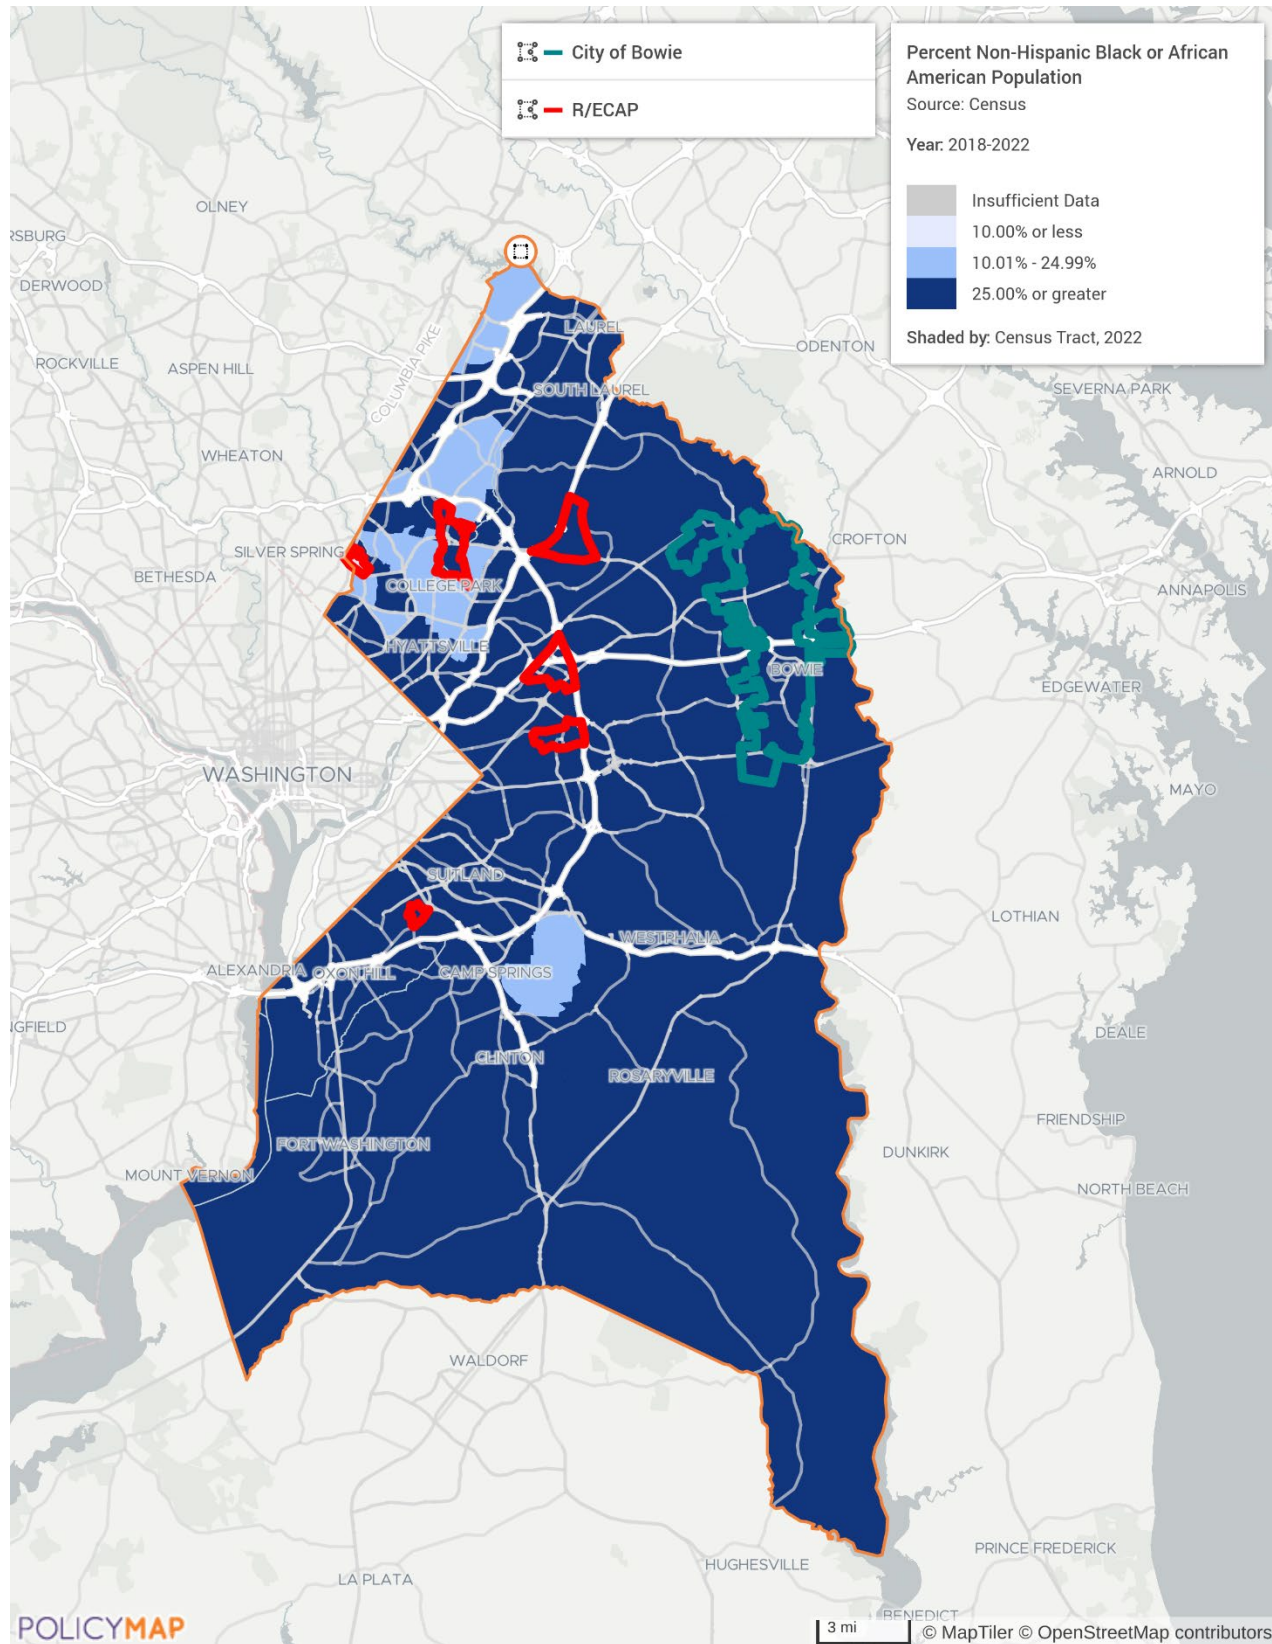 City of Bowie
R/ECAP
Percent Non-Hispanic Black or African
American Population
Source: Census
Year: 2018-2022
Insufficient Data
10.00% or less
10.01% - 24.99%
25.00% or greater
Shaded by: Census Tract, 2022
OLNEY
RSBURG
DERWOOD
LAUREL
ODENTON
ROCKVILLE
ASPEN HILL
COLUMBIA PIKE
SOUTH LAUREL
SEVERNA PARK
WHEATON
ARNOLD
SILVER SPRING
CROFTON
BETHESDA
COLLEGE PARK
ANNAPOLIS
HYATTSVILLE
BOWIE
EDGEWATER
WASHINGTON
MAYO
SUITLAND
LOTHIAN
WESTPHALIA
ALEXANDRIA
OXON HILL
CAMP SPRINGS
NGFIELD
DEALE
CLINTON
ROSARYVILLE
FRIENDSHIP
FORT WASHINGTON
DUNKIRK
MOUNT VERNON
NORTH BEACH
WALDORF
PRINCE FREDERICK
HUGHESVILLE
LA PLATA
BENEDICT
POLICYMAP
3 mi
© MapTiler © OpenStreetMap contributors